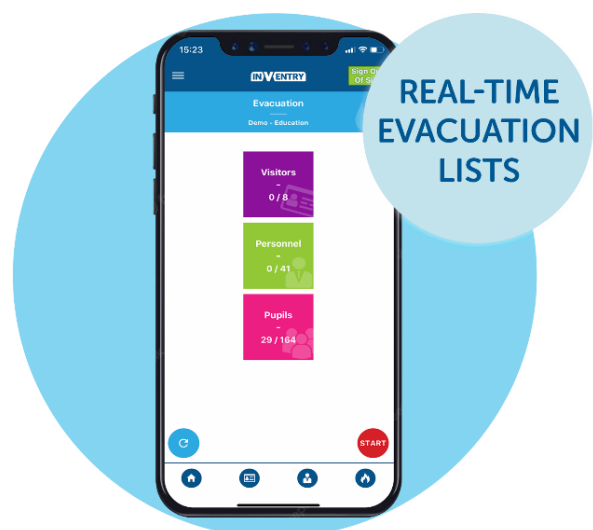 15:23
INVENTRY
Evacuation
Demo - Education
Visitors
-
0 / 8
Personnel
-
0 / 41
Pupils
-
29 / 164
START
REAL-TIME
EVACUATION
LISTS